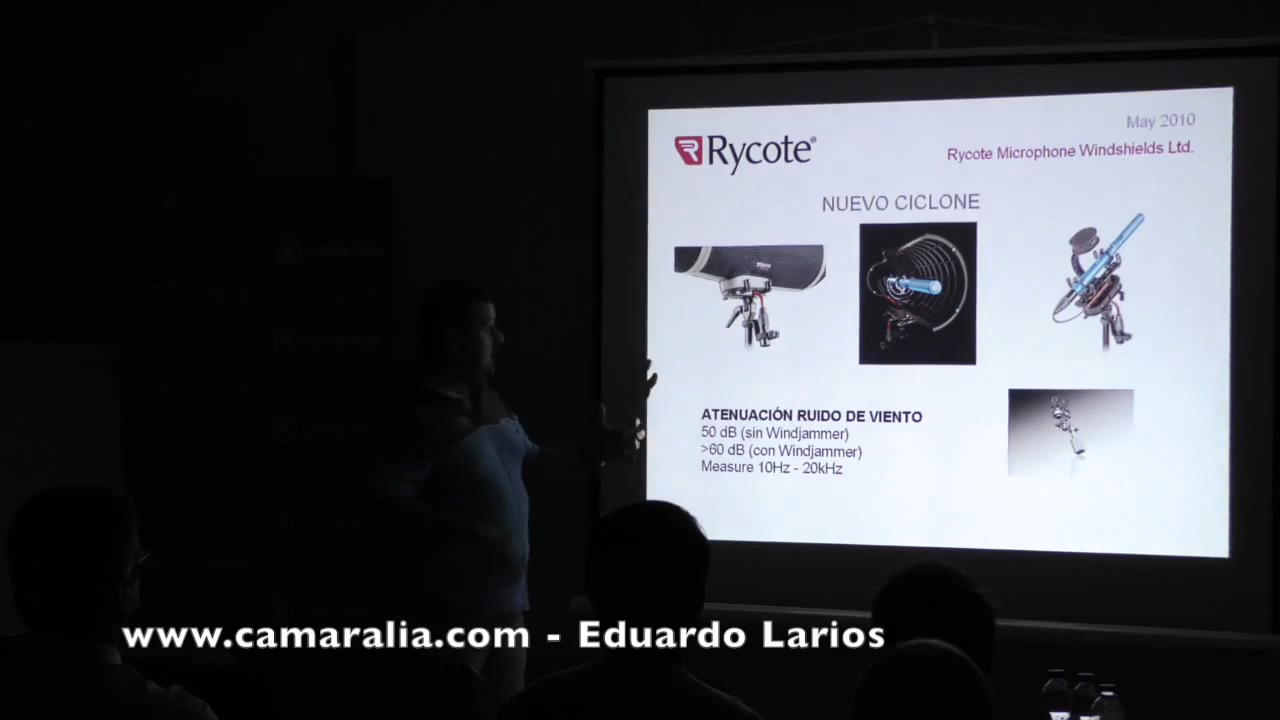 May 2010
Rycote®
Rycote Microphone Windshields Ltd.
NUEVO CICLONE
ATENUACIÓN RUIDO DE VIENTO
50 dB (sin Windjammer)
>60 dB (con Windjammer)
Measure 10Hz - 20kHz
www.camaralia.com - Eduardo Larios